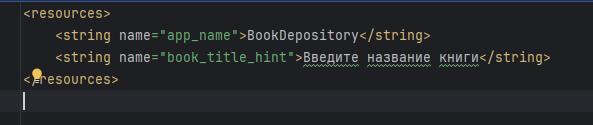 <resources>
<string name="app_name">BookDepository</string>
<string name="book_title_hint">Введите название книги</string>
</resources>